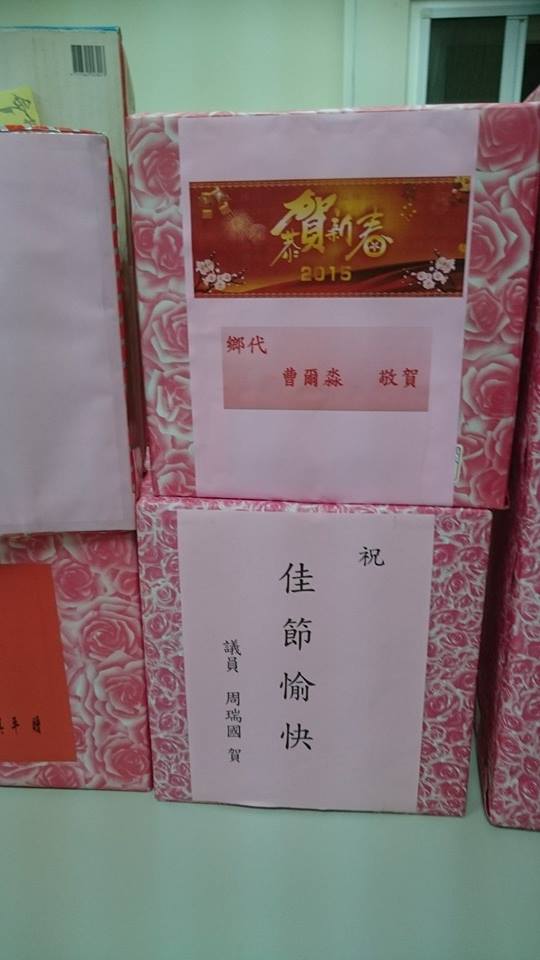 恭賀新春
2015
鄉代
曹爾淼 敬賀
祝
佳節愉快
議員 周瑞國 賀